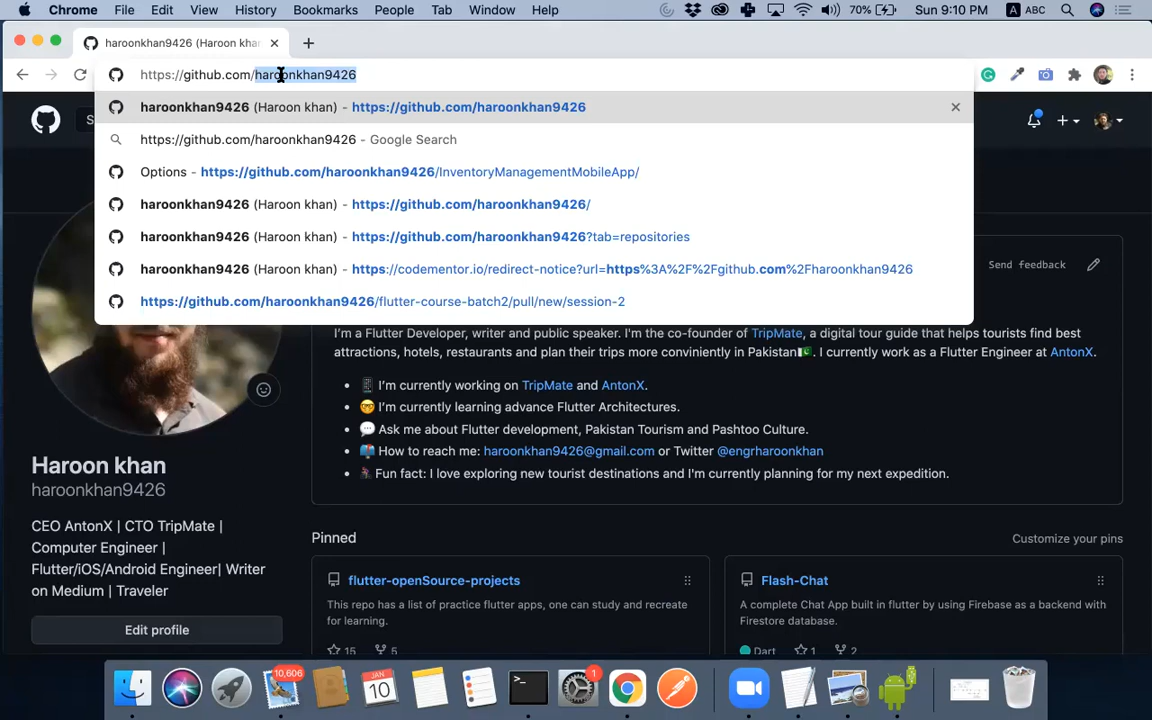 Chrome File Edit View History Bookmarks People Tab Window Help 70% Sun 9:10 PM A ABC
haroonkhan9426 (Haroon khan
https://github.com/haroonkhan9426
haroonkhan9426 (Haroon khan) - https://github.com/haroonkhan9426
S
https://github.com/haroonkhan9426 - Google Search
Options - https://github.com/haroonkhan9426/InventoryManagementMobileApp/
haroonkhan9426 (Haroon khan) - https://github.com/haroonkhan9426/
haroonkhan9426 (Haroon khan) - https://github.com/haroonkhan9426?tab=repositories
haroonkhan9426 (Haroon khan) - https://codementor.io/redirect-notice?url=https%3A%2F%2Fgithub.com%2Fharoonkhan9426
https://github.com/haroonkhan9426/flutter-course-batch2/pull/new/session-2
Send feedback
I'm a Flutter Developer, writer and public speaker. I'm the co-founder of TripMate, a digital tour guide that helps tourists find best
attractions, hotels, restaurants and plan their trips more conviniently in Pakistan🇵🇰. I currently work as a Flutter Engineer at AntonX.
I'm currently working on TripMate and AntonX.
🤓 I'm currently learning advance Flutter Architectures.
💬 Ask me about Flutter development, Pakistan Tourism and Pashtoo Culture.
📫 How to reach me: haroonkhan9426@gmail.com or Twitter @engrharoonkhan
Fun fact: I love exploring new tourist destinations and I'm currently planning for my next expedition.
Haroon khan
haroonkhan9426
CEO AntonX | CTO TripMate |
Computer Engineer |
Flutter/iOS/Android Engineer| Writer
on Medium | Traveler
Edit profile
Pinned
Customize your pins
flutter-openSource-projects
This repo has a list of practice flutter apps, one can study and recreate
for learning.
15 5
Flash-Chat
A complete Chat App built in flutter by using Firebase as a backend with
Firestore database.
Dart 1 2
10,606
JAN
10
1